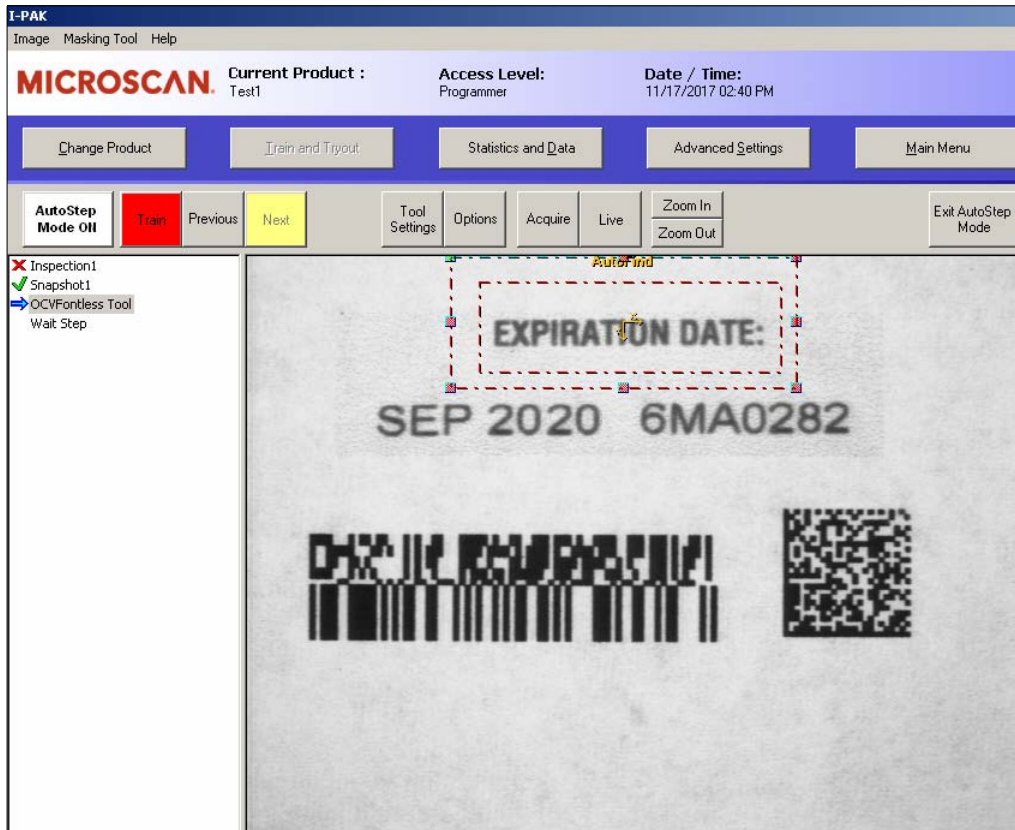 I-PAK
Image Masking Tool Help
MICROSCAN. Current Product : Access Level: Date / Time:
Test1 Programmer 11/17/2017 02:40 PM
Change Product Train and Tryout Statistics and Data Advanced Settings Main Menu
AutoStep Mode ON Train Previous Next Tool Settings Options Acquire Live Zoom In Zoom Out Exit AutoStep Mode
Inspection1
Snapshot1
OCVFontless Tool
Wait Step
AutoFind
EXPIRATION DATE:
SEP 2020 6MA0282